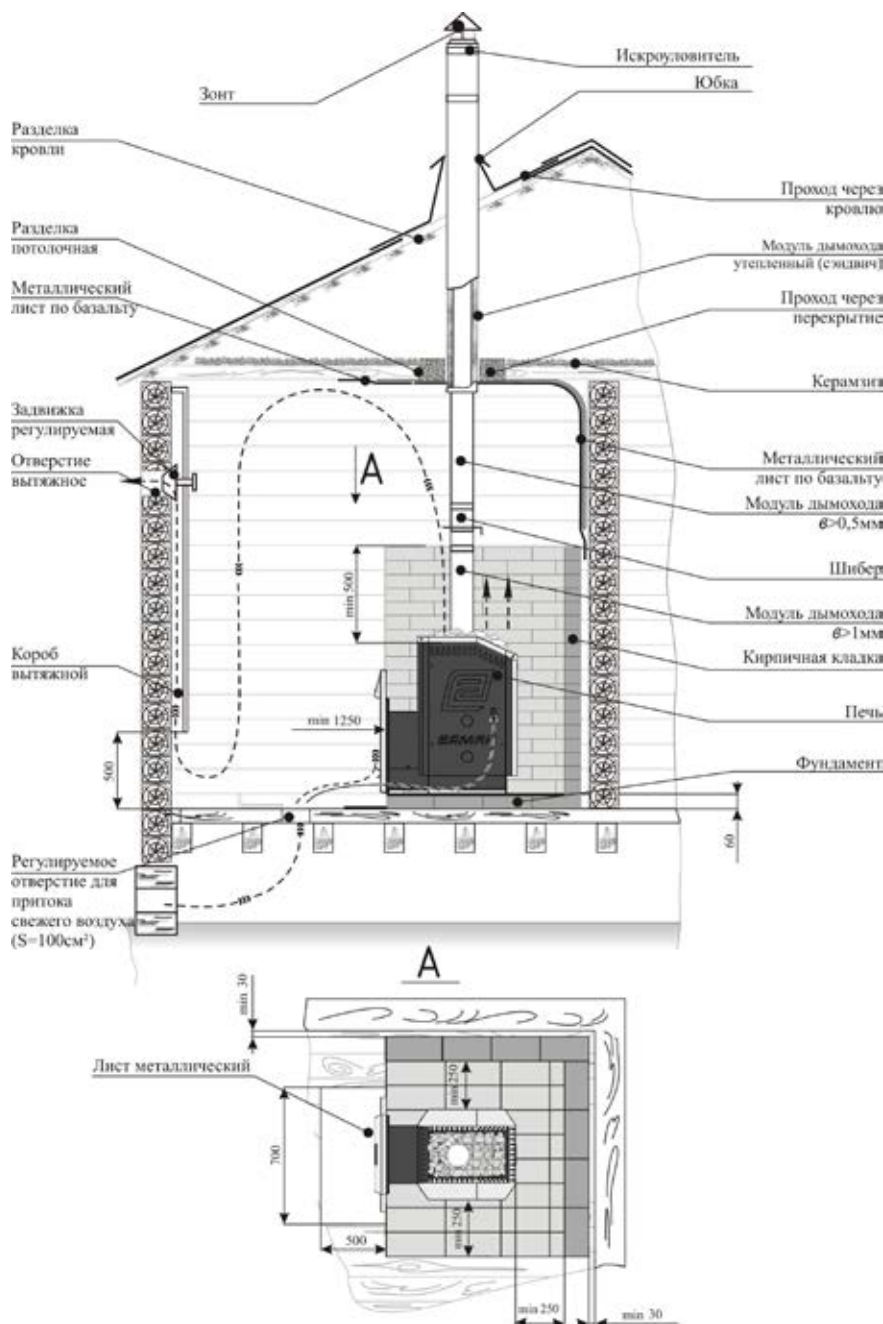 Искроуловитель
Юбка
Зонт
Разделка
кровли
Проход через
кровлю
Разделка
потолочная
Модуль дымохода
утепленный (сэндвич)
Металлический
лист по базальту
Проход через
перекрытие
Керамзит
Задвижка
регулируемая
Отверстие
вытяжное
А
Металлический
лист по базальту
Модуль дымохода
в>0,5мм
min 500
Шибер
Модуль дымохода
в>1мм
Короб
вытяжной
Кирпичная кладка
min 1250
Печь
500
Фундамент
60
Регулируемое
отверстие для
притока
свежего воздуха
(S=100см²)
А
min 30
Лист металлический
min 250
700
500
min 250
min 250
min 30